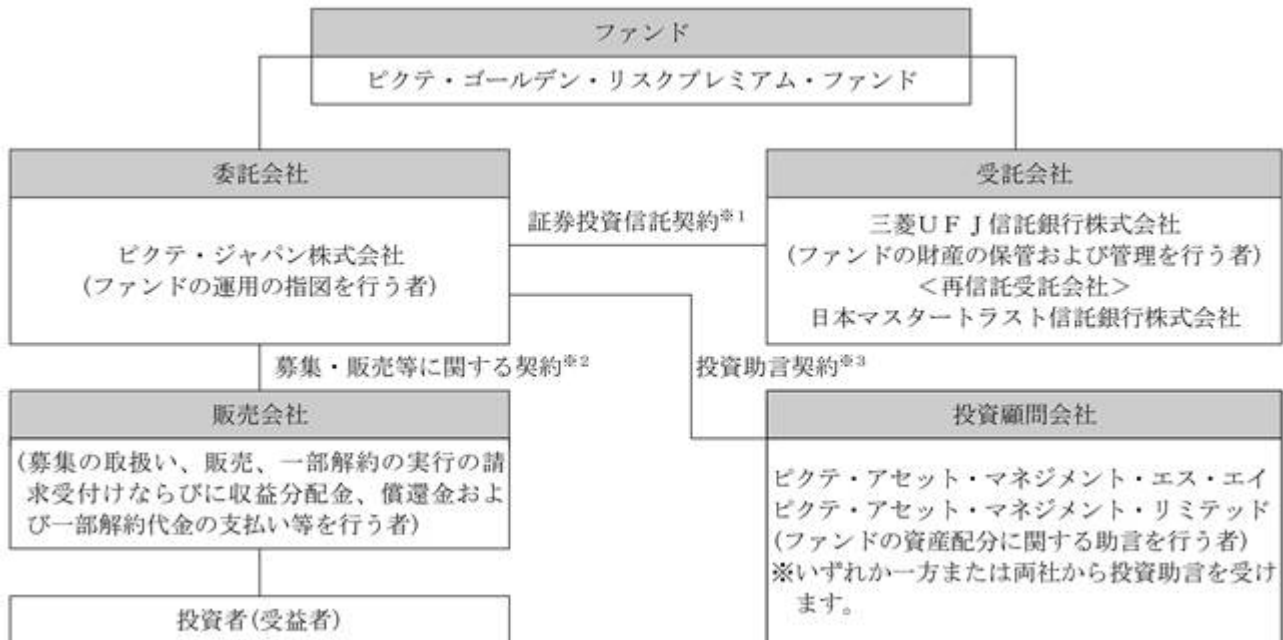 ファンド
ピクテ・ゴールデン・リスクプレミアム・ファンド
委託会社
ピクテ・ジャパン株式会社
(ファンドの運用の指図を行う者)
証券投資信託契約※1
受託会社
三菱UFJ信託銀行株式会社
(ファンドの財産の保管および管理を行う者)
<再信託受託会社>
日本マスタートラスト信託銀行株式会社
募集・販売等に関する契約※2
投資助言契約※3
販売会社
(募集の取扱い、販売、一部解約の実行の請
求受付けならびに収益分配金、償還金およ
び一部解約代金の支払い等を行う者)
投資顧問会社
ピクテ・アセット・マネジメント・エス・エイ
ピクテ・アセット・マネジメント・リミテッド
(ファンドの資産配分に関する助言を行う者)
※いずれか一方または両社から投資助言を受け
ます。
投資者(受益者)